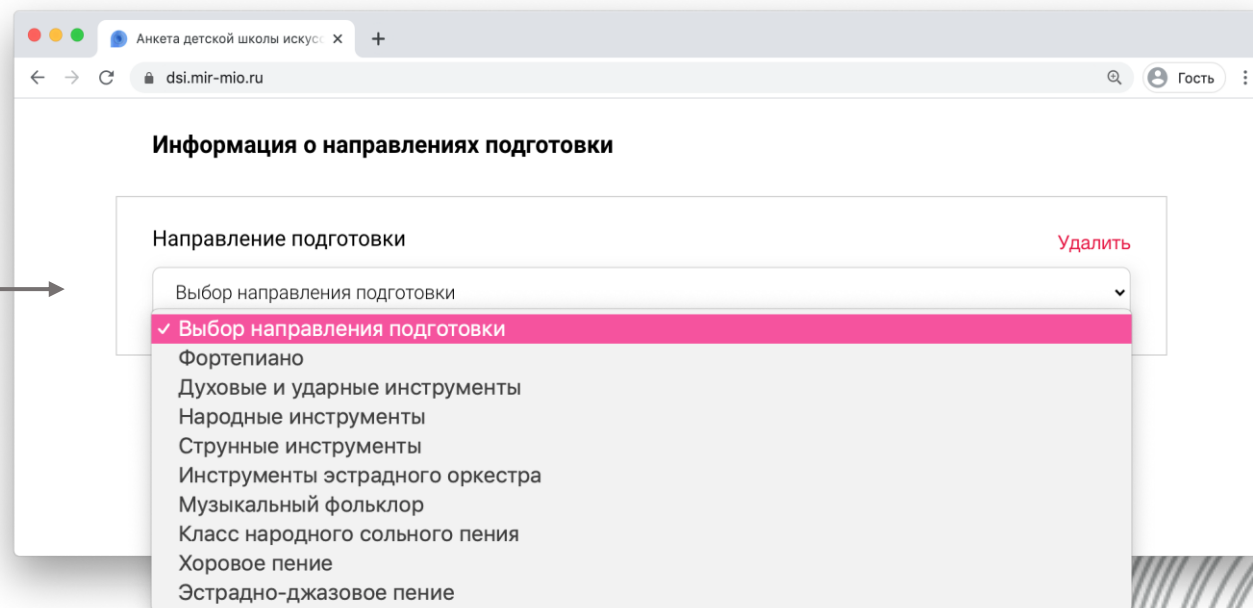 Анкета детской школы искусс
dsi.mir-mio.ru
Гость
Информация о направлениях подготовки
Направление подготовки
Удалить
Выбор направления подготовки
✓ Выбор направления подготовки
Фортепиано
Духовые и ударные инструменты
Народные инструменты
Струнные инструменты
Инструменты эстрадного оркестра
Музыкальный фольклор
Класс народного сольного пения
Хоровое пение
Эстрадно-джазовое пение